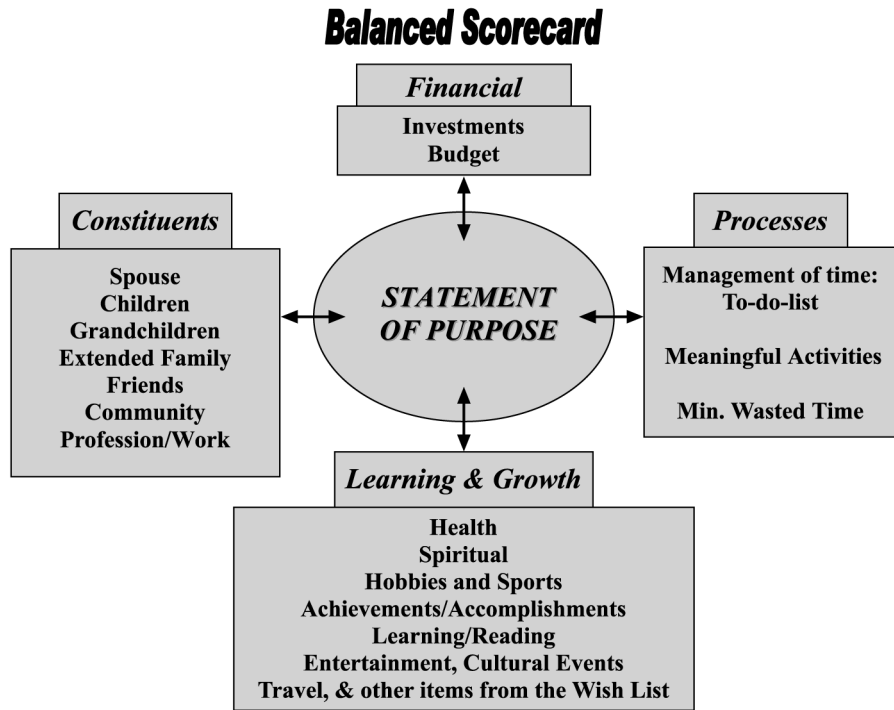 Balanced Scorecard
Financial
Investments
Budget
Constituents
Spouse
Children
Grandchildren
Extended Family
Friends
Community
Profession/Work
STATEMENT
OF PURPOSE
Processes
Management of time:
To-do-list
Meaningful Activities
Min. Wasted Time
Learning & Growth
Health
Spiritual
Hobbies and Sports
Achievements/Accomplishments
Learning/Reading
Entertainment, Cultural Events
Travel, & other items from the Wish List